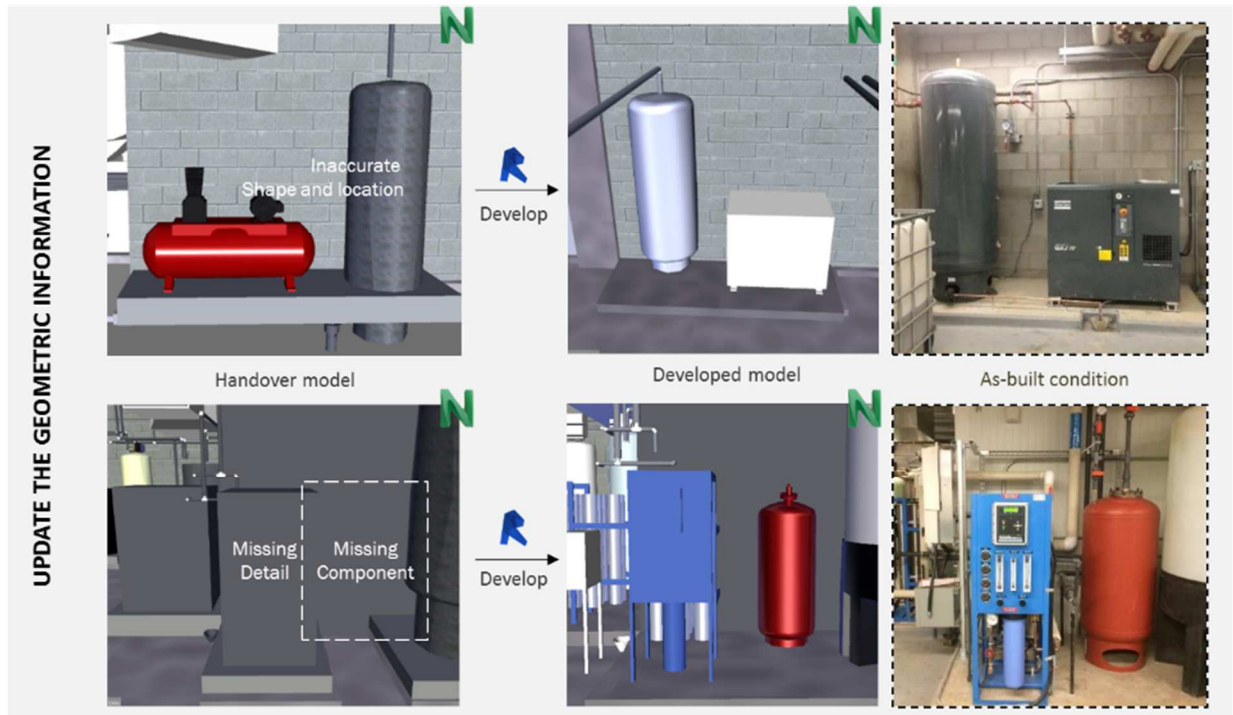 UPDATE THE GEOMETRIC INFORMATION
N
N
Inaccurate
Shape and location
R
Develop
Handover model
Developed model
As-built condition
N
N
Missing
Detail
Missing
Component
R
Develop